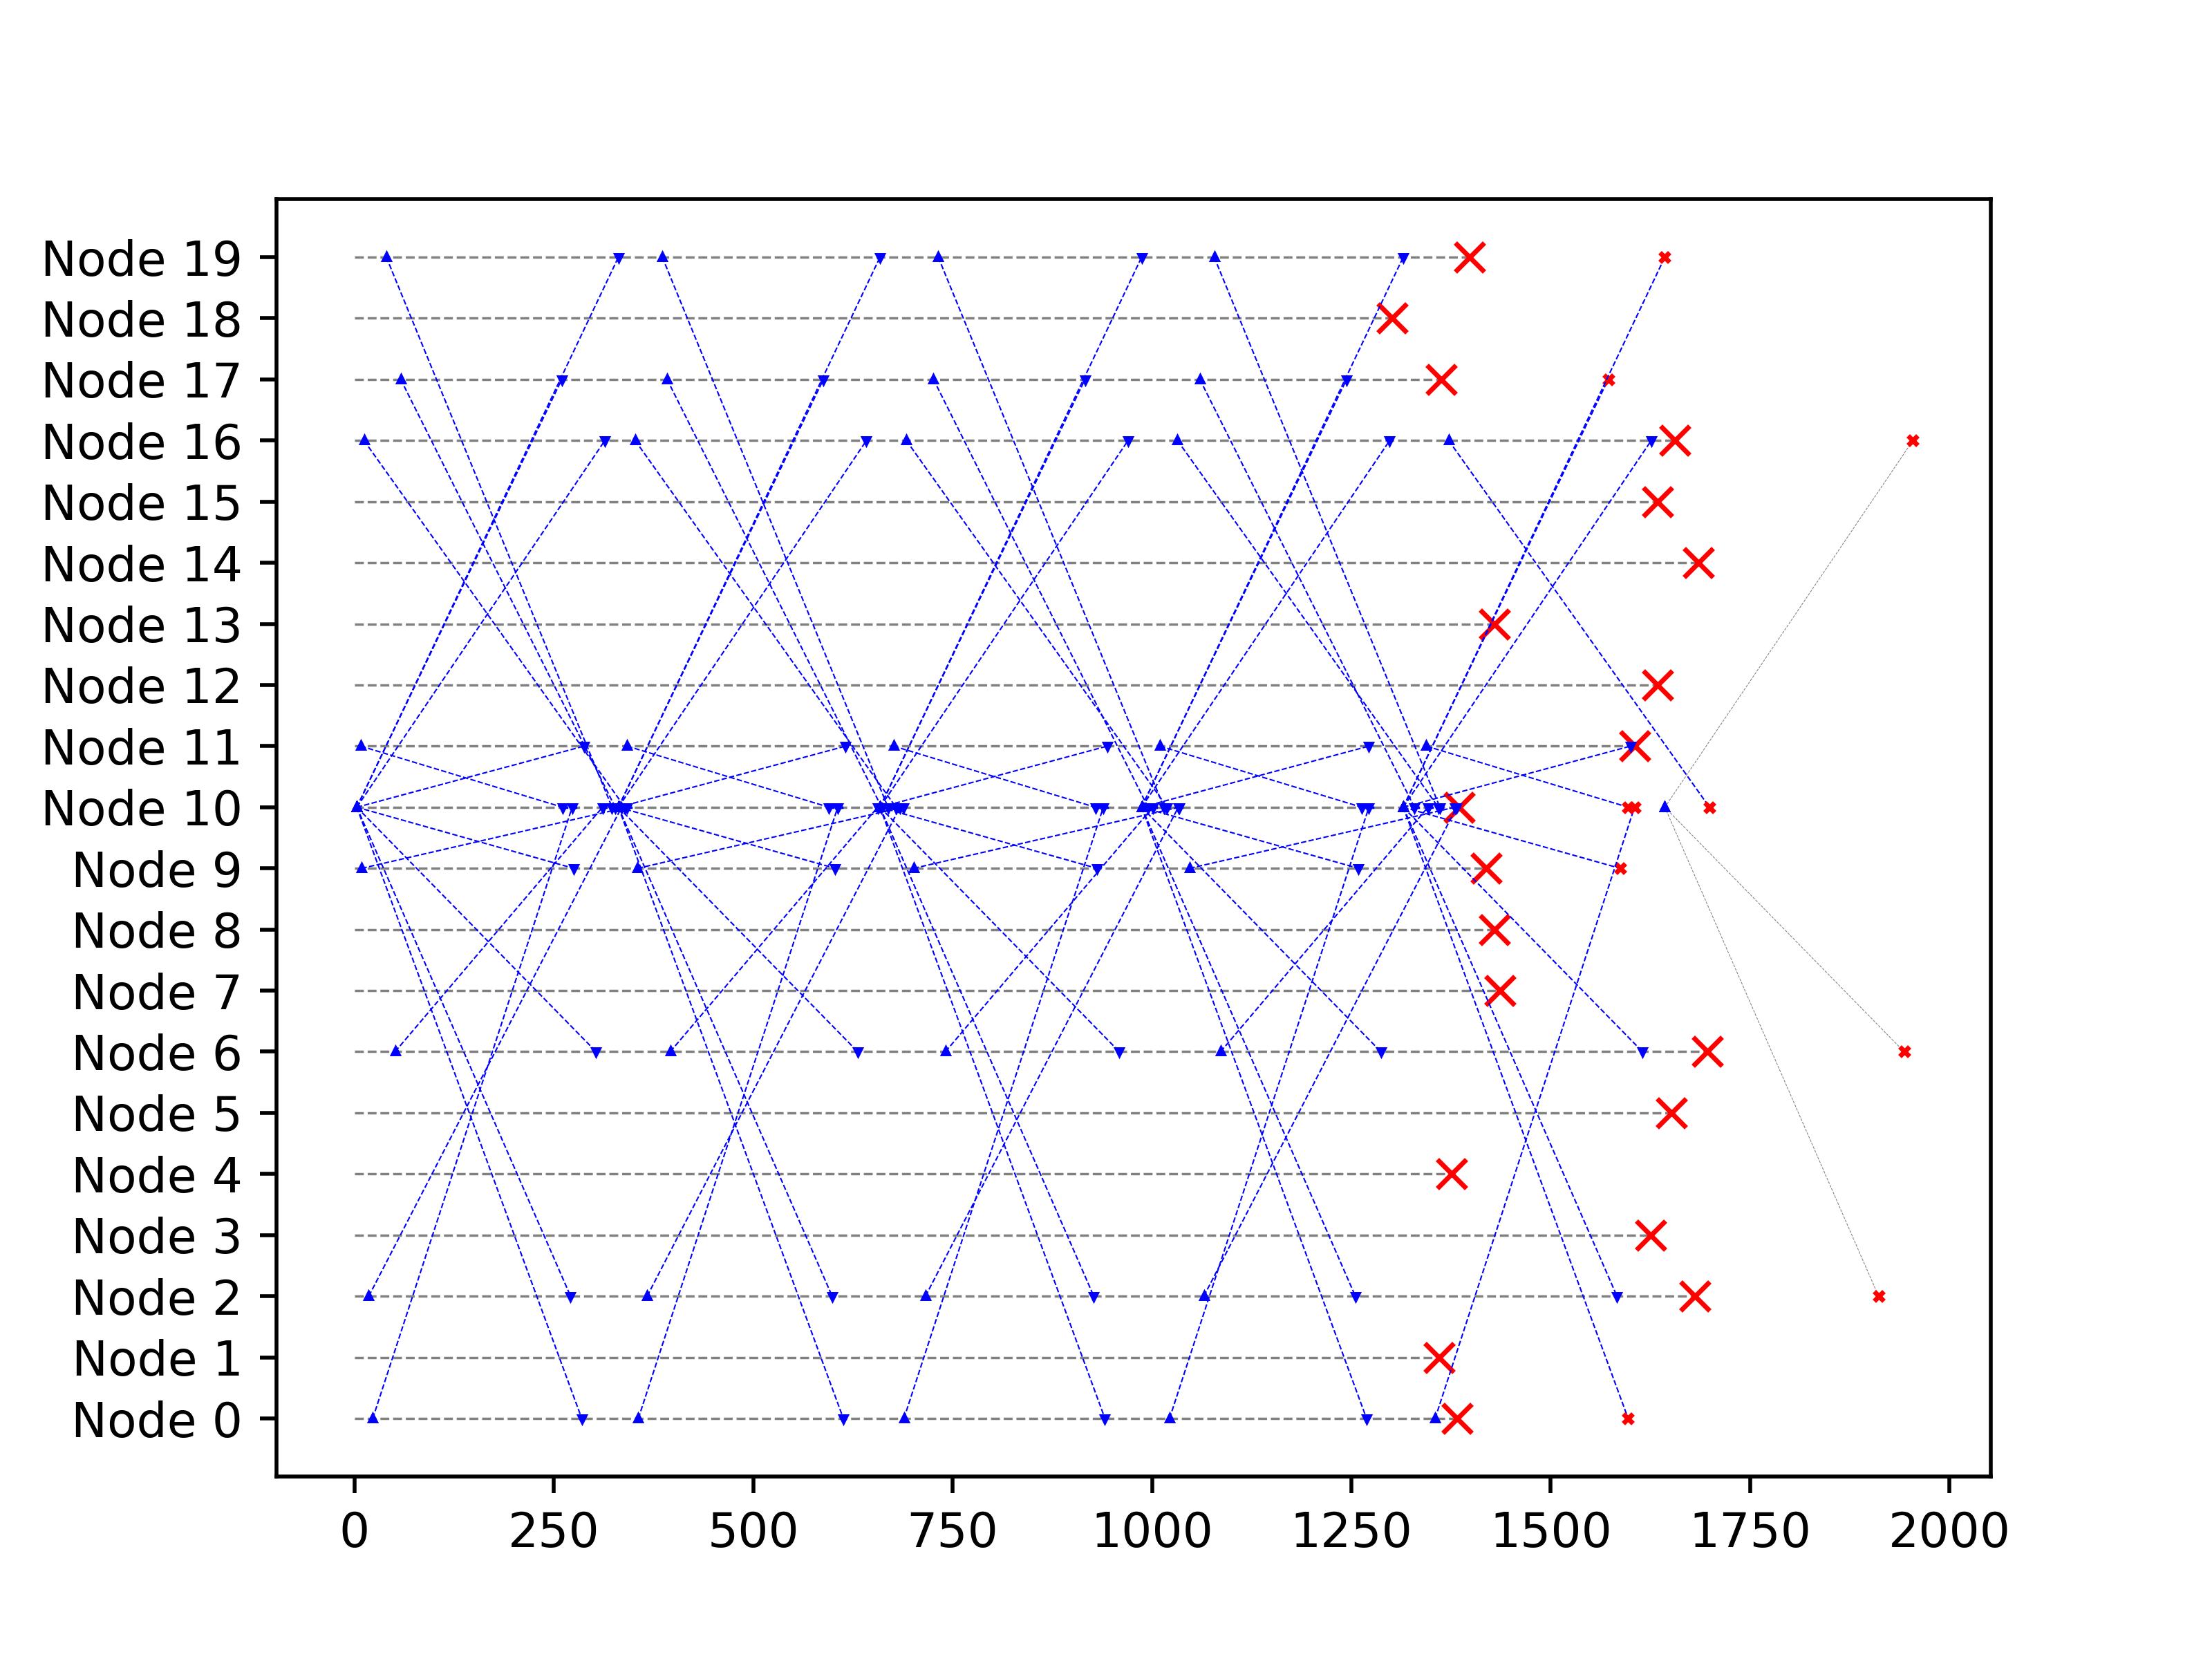 Node 19
Node 18
Node 17
Node 16
Node 15
Node 14
Node 13
Node 12
Node 11
Node 10
Node 9
Node 8
Node 7
Node 6
Node 5
Node 4
Node 3
Node 2
Node 1
Node 0
0 250 500 750 1000 1250 1500 1750 2000